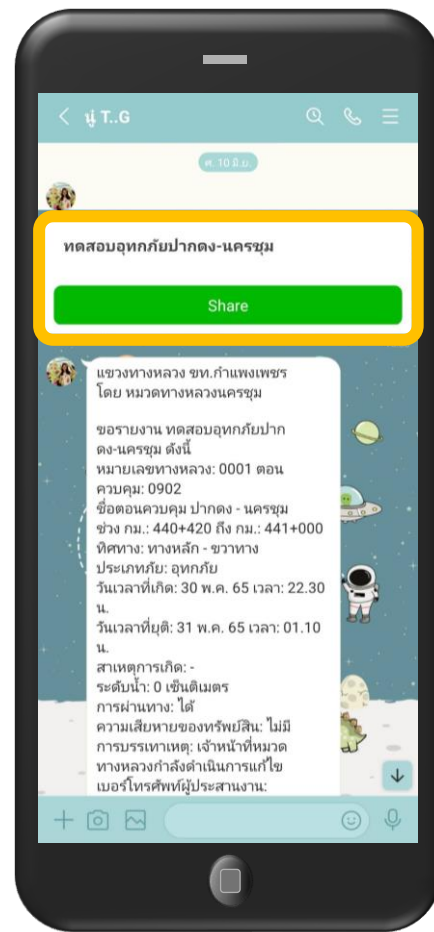 นู๋ T..G
ศ. 10 มิ.ย.
ทดสอบอุทกภัยปากดง-นครชุม
Share
แขวงทางหลวง ขท.กำแพงเพชร
โดย หมวดทางหลวงนครชุม
ขอรายงาน ทดสอบอุทกภัยปาก
ดง-นครชุม ดังนี้
หมายเลขทางหลวง: 0001 ตอน
ควบคุม: 0902
ชื่อตอนควบคุม ปากดง - นครชุม
ช่วง กม.: 440+420 ถึง กม.: 441+000
ทิศทาง: ทางหลัก - ขวาทาง
ประเภทภัย: อุทกภัย
วันเวลาที่เกิด: 30 พ.ค. 65 เวลา: 22.30
น.
วันเวลาที่ยุติ: 31 พ.ค. 65 เวลา: 01.10
น.
สาเหตุการเกิด: -
ระดับน้ำ: 0 เซ็นติเมตร
การผ่านทาง: ได้
ความเสียหายของทรัพย์สิน: ไม่มี
การบรรเทาเหตุ: เจ้าหน้าที่หมวด
ทางหลวงกำลังดำเนินการแก้ไข
เบอร์โทรศัพท์ผู้ประสานงาน: